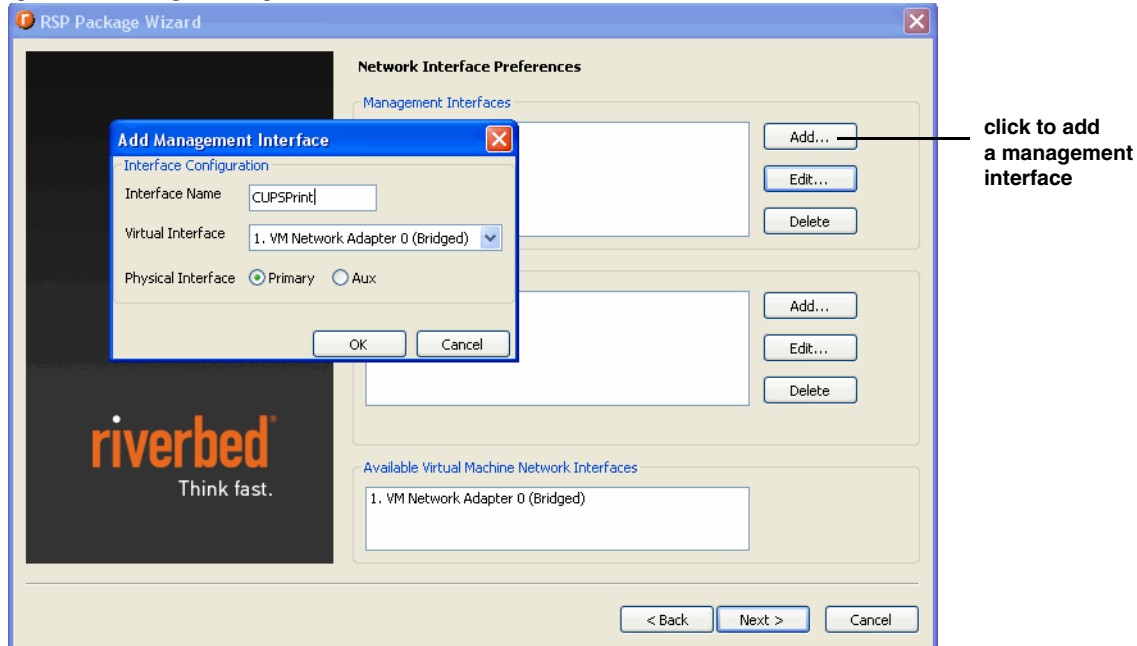 RSP Package Wizard
Network Interface Preferences
Management Interfaces
Add...
Edit...
Delete
click to add
a management
interface
Add Management Interface
Interface Configuration
Interface Name CUPSPrint
Virtual Interface 1. VM Network Adapter 0 (Bridged)
Physical Interface Primary Aux
OK Cancel
Add...
Edit...
Delete
riverbed®
Think fast.
Available Virtual Machine Network Interfaces
1. VM Network Adapter 0 (Bridged)
< Back Next > Cancel